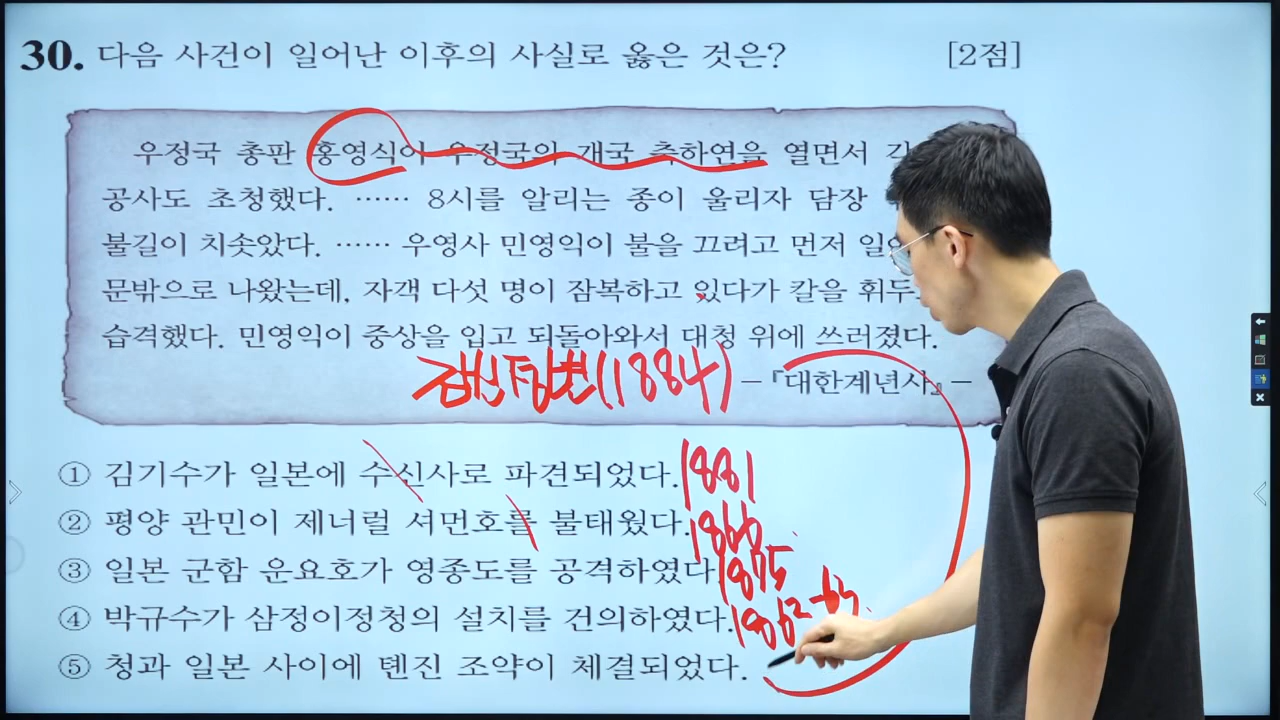 30. 다음 사건이 일어난 이후의 사실로 옳은 것은? [2점]
우정국 총판 홍영식이 우정국의 개국 축하연을 열면서 각
공사도 초청했다. …… 8시를 알리는 종이 울리자 담장
불길이 치솟았다. …… 우영사 민영익이 불을 끄려고 먼저
문밖으로 나왔는데, 자객 다섯 명이 잠복하고 있다가 칼을
습격했다. 민영익이 중상을 입고 되돌아와서 대청 위에 쓰러졌다.
갑신정변(1884) -『대한계년사』-
① 김기수가 일본에 수신사로 파견되었다. 1881
② 평양 관민이 제너럴 셔먼호를 불태웠다. 1866
③ 일본 군함 운요호가 영종도를 공격하였다 1875
④ 박규수가 삼정이정청의 설치를 건의하였다. 1862
⑤ 청과 일본 사이에 톈진 조약이 체결되었다.